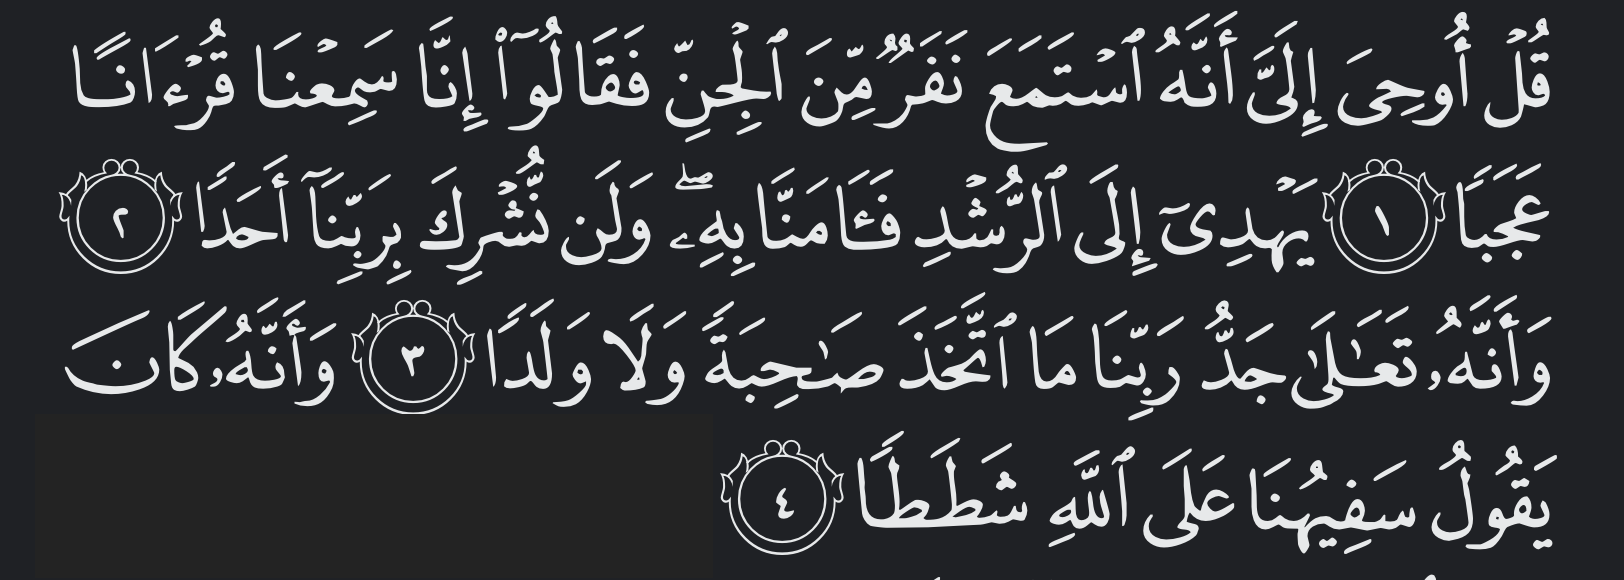 قُلْ أُوحِىَ إِلَىَّ أَنَّهُ ٱسْتَمَعَ نَفَرٌ مِّنَ ٱلْجِنِّ فَقَالُوٓا۟ إِنَّا سَمِعْنَا قُرْءَانًا
عَجَبًا ١ يَهْدِىٓ إِلَى ٱلرُّشْدِ فَـَٔامَنَّا بِهِۦ ۖ وَلَن نُّشْرِكَ بِرَبِّنَآ أَحَدًا ٢
وَأَنَّهُۥ تَعَـٰلَىٰ جَدُّ رَبِّنَا مَا ٱتَّخَذَ صَـٰحِبَةً وَلَا وَلَدًا ٣ وَأَنَّهُۥ كَانَ
يَقُولُ سَفِيهُنَا عَلَى ٱللَّهِ شَطَطًا ٤